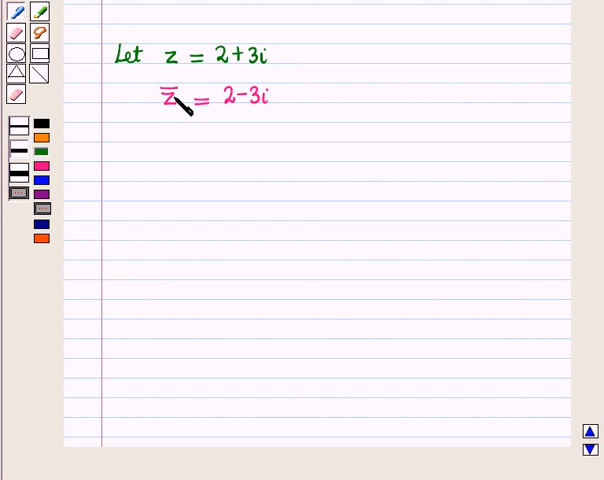 Let z = 2+3i
z̅ = 2-3i